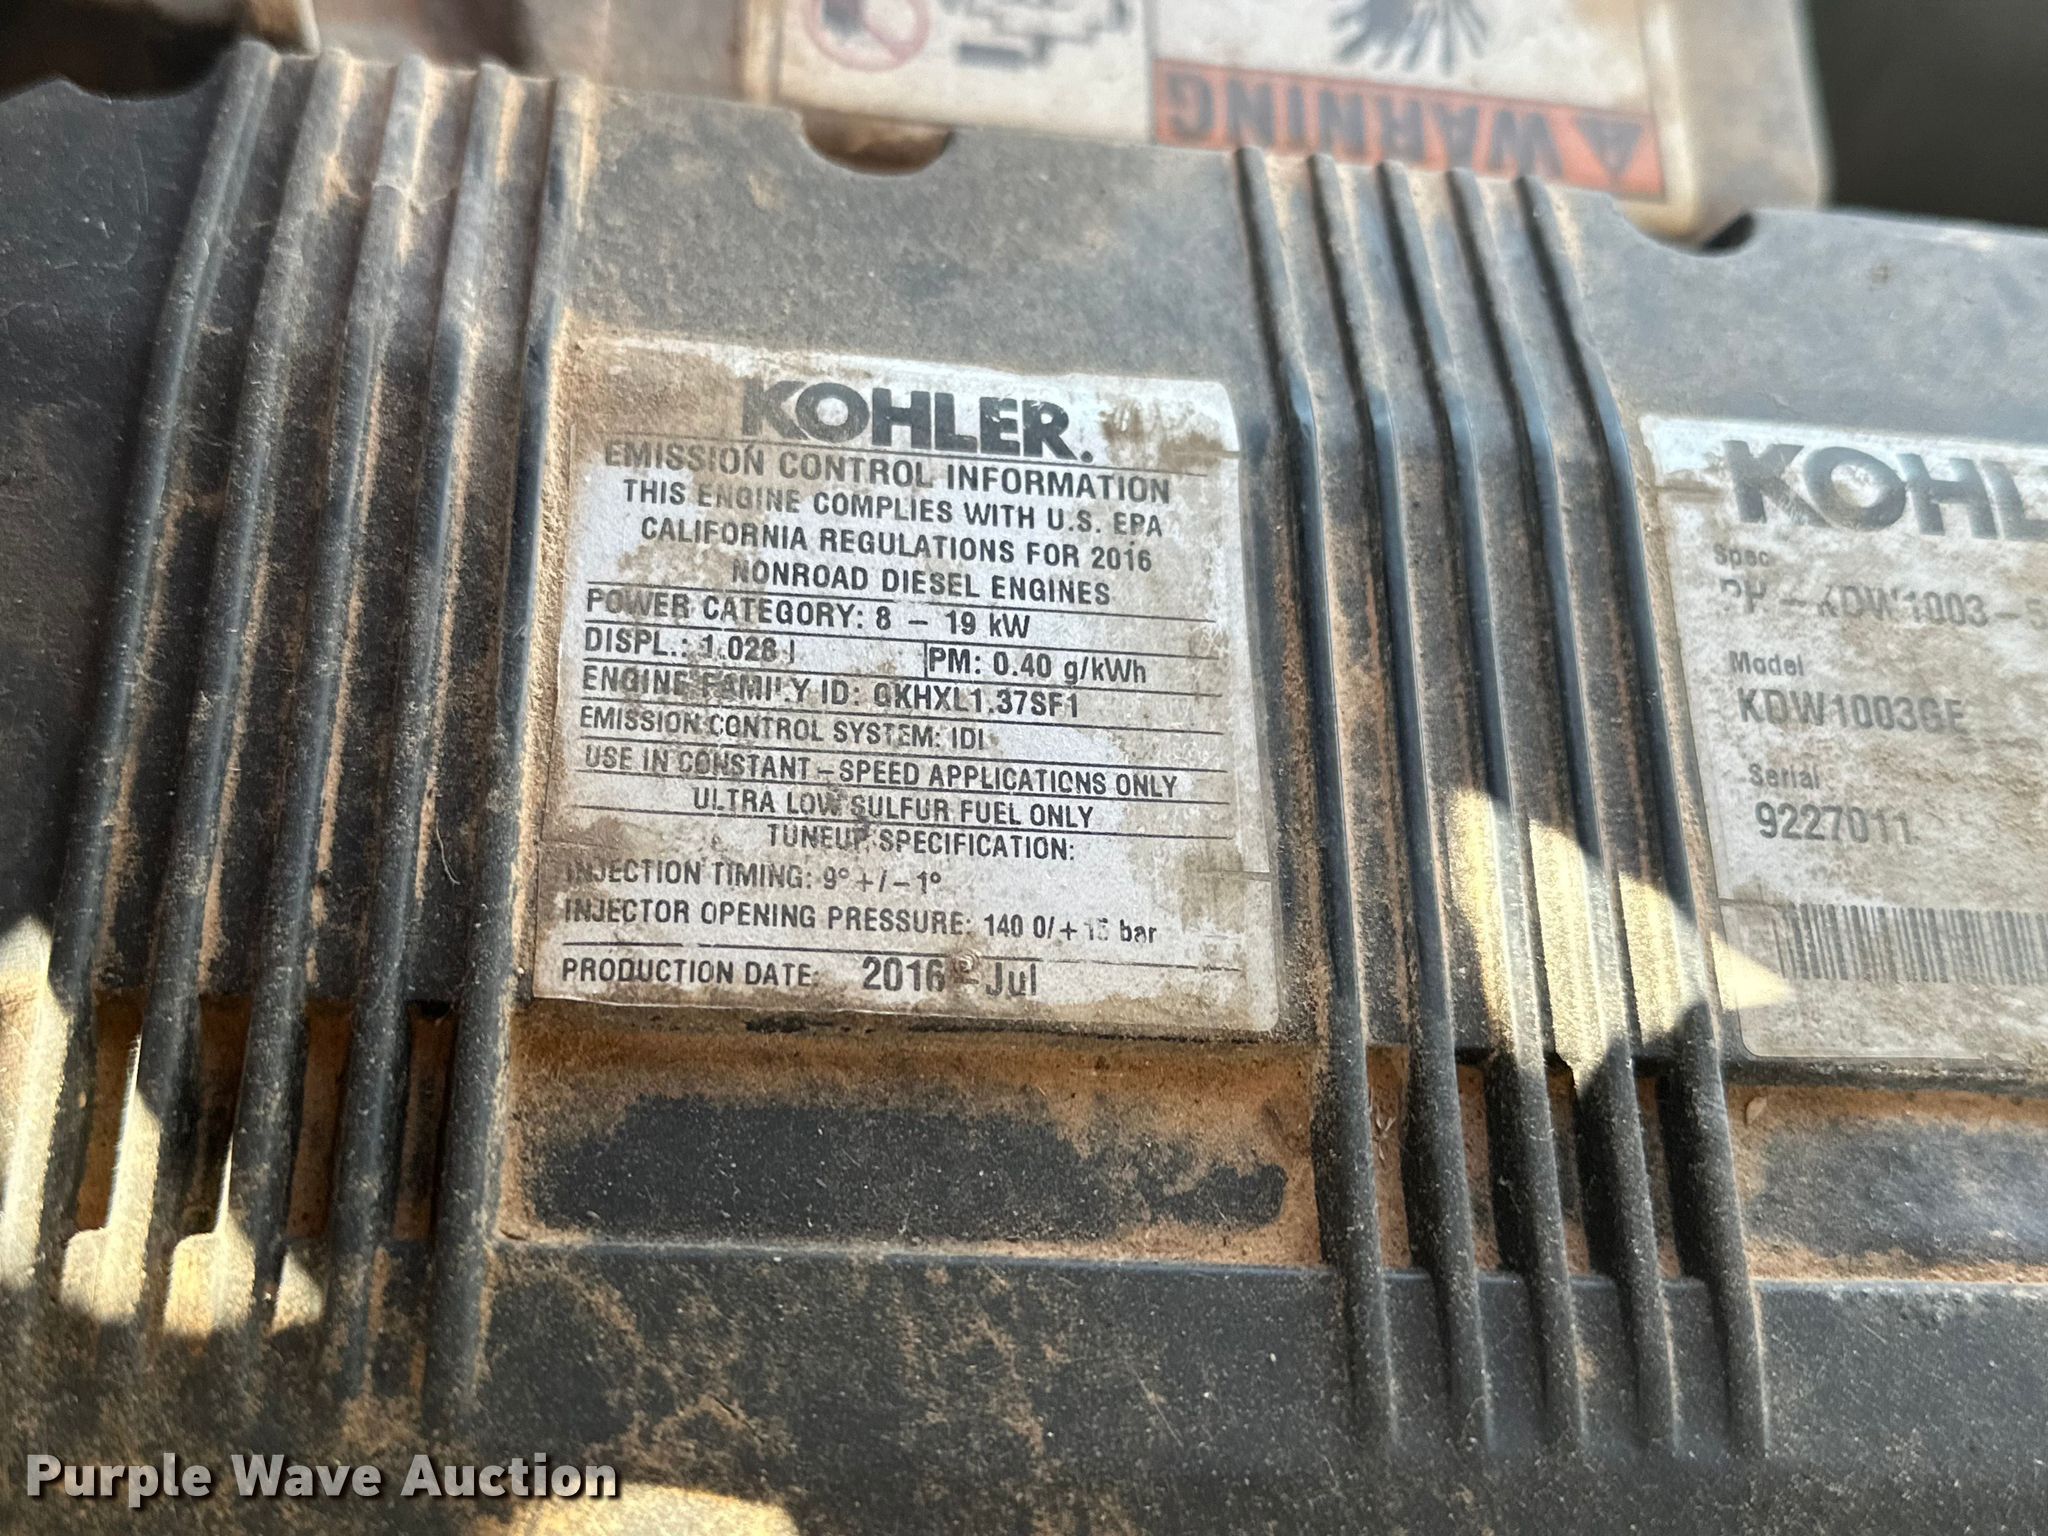 WARNING
KOHLER.
EMISSION CONTROL INFORMATION
THIS ENGINE COMPLIES WITH U.S. EPA
CALIFORNIA REGULATIONS FOR 2016
NONROAD DIESEL ENGINES
POWER CATEGORY: 8 – 19 kW
DISPL.: 1.028 l PM: 0.40 g/kWh
ENGINE FAMILY ID: GKHXL1.37SF1
EMISSION CONTROL SYSTEM: IDI
USE IN CONSTANT–SPEED APPLICATIONS ONLY
ULTRA LOW SULFUR FUEL ONLY
TUNEUP SPECIFICATION:
INJECTION TIMING: 9° +/– 1°
INJECTOR OPENING PRESSURE: 140 0/+15 bar
PRODUCTION DATE: 2016 – Jul
KOHL
Spec
KDW1003–5
Model
KDW1003GE
Serial
9227011
Purple Wave Auction